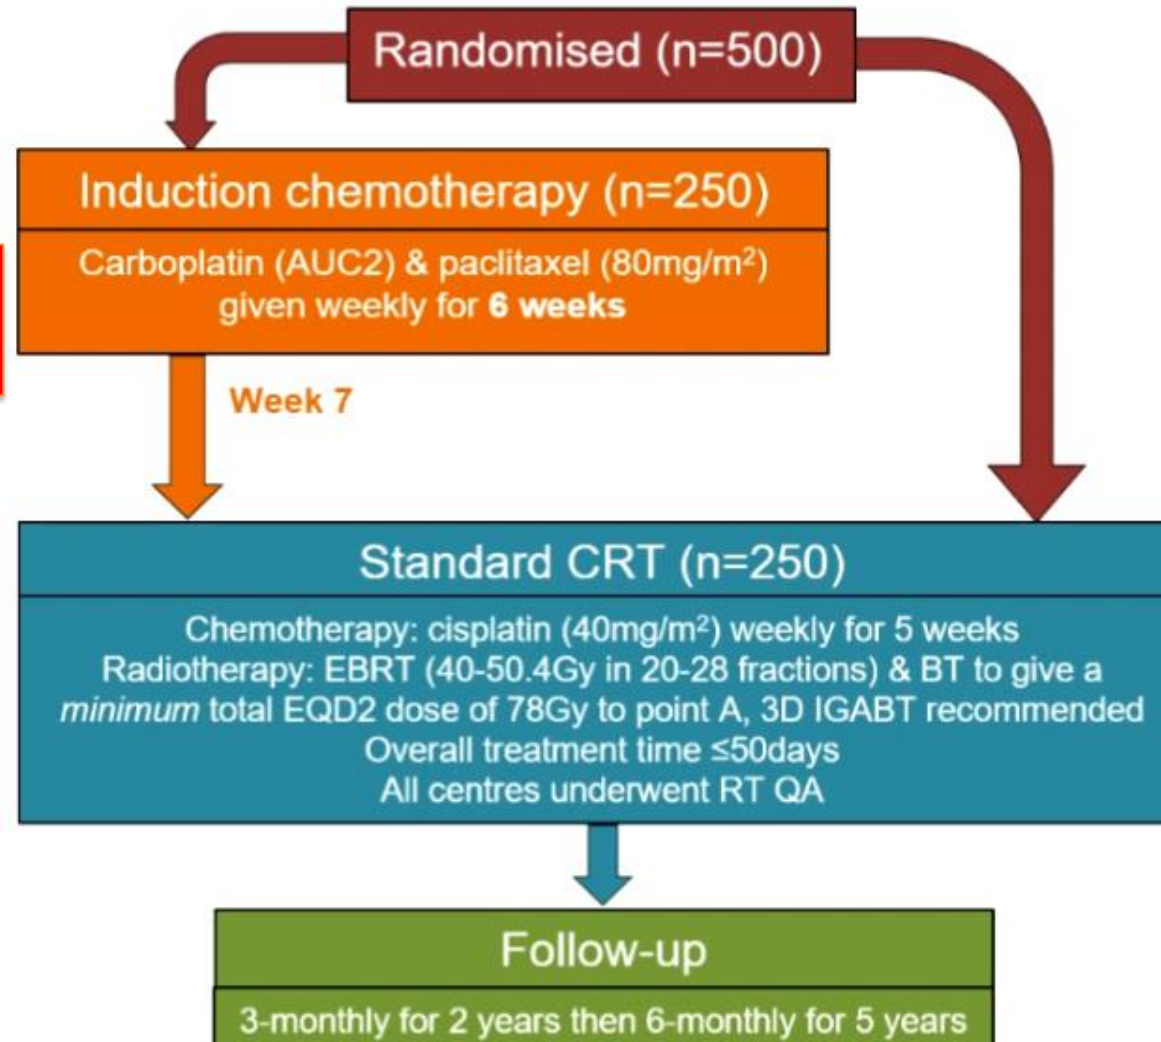 Randomised (n=500)
Induction chemotherapy (n=250)
Carboplatin (AUC2) & paclitaxel (80mg/m²)
given weekly for 6 weeks
Week 7
Standard CRT (n=250)
Chemotherapy: cisplatin (40mg/m²) weekly for 5 weeks
Radiotherapy: EBRT (40-50.4Gy in 20-28 fractions) & BT to give a
minimum total EQD2 dose of 78Gy to point A, 3D IGABT recommended
Overall treatment time ≤50days
All centres underwent RT QA
Follow-up
3-monthly for 2 years then 6-monthly for 5 years